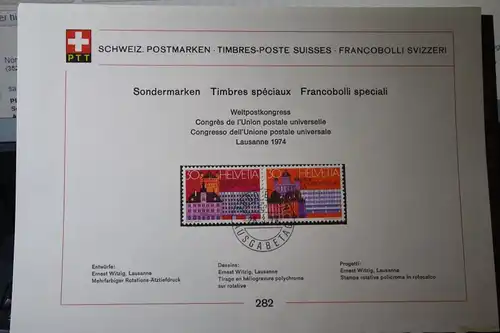 PTT
SCHWEIZ. POSTMARKEN · TIMBRES-POSTE SUISSES · FRANCOBOLLI SVIZZERI
Sondermarken Timbres spéciaux Francobolli speciali
Weltpostkongress
Congrès de l'Union postale universelle
Congresso dell'Unione postale universale
Lausanne 1974
30 HELVETIA 30 HELVETIA
AUSGABETAG
Entwürfe: Dessins: Progetti:
Ernest Witzig, Lausanne Ernest Witzig, Lausanne Ernest Witzig, Lausanne
Mehrfarbiger Rotations-Ätztiefdruck Tirage en héliogravure polychrome Stampa rotativa policroma in rotocalco
sur rotative
282